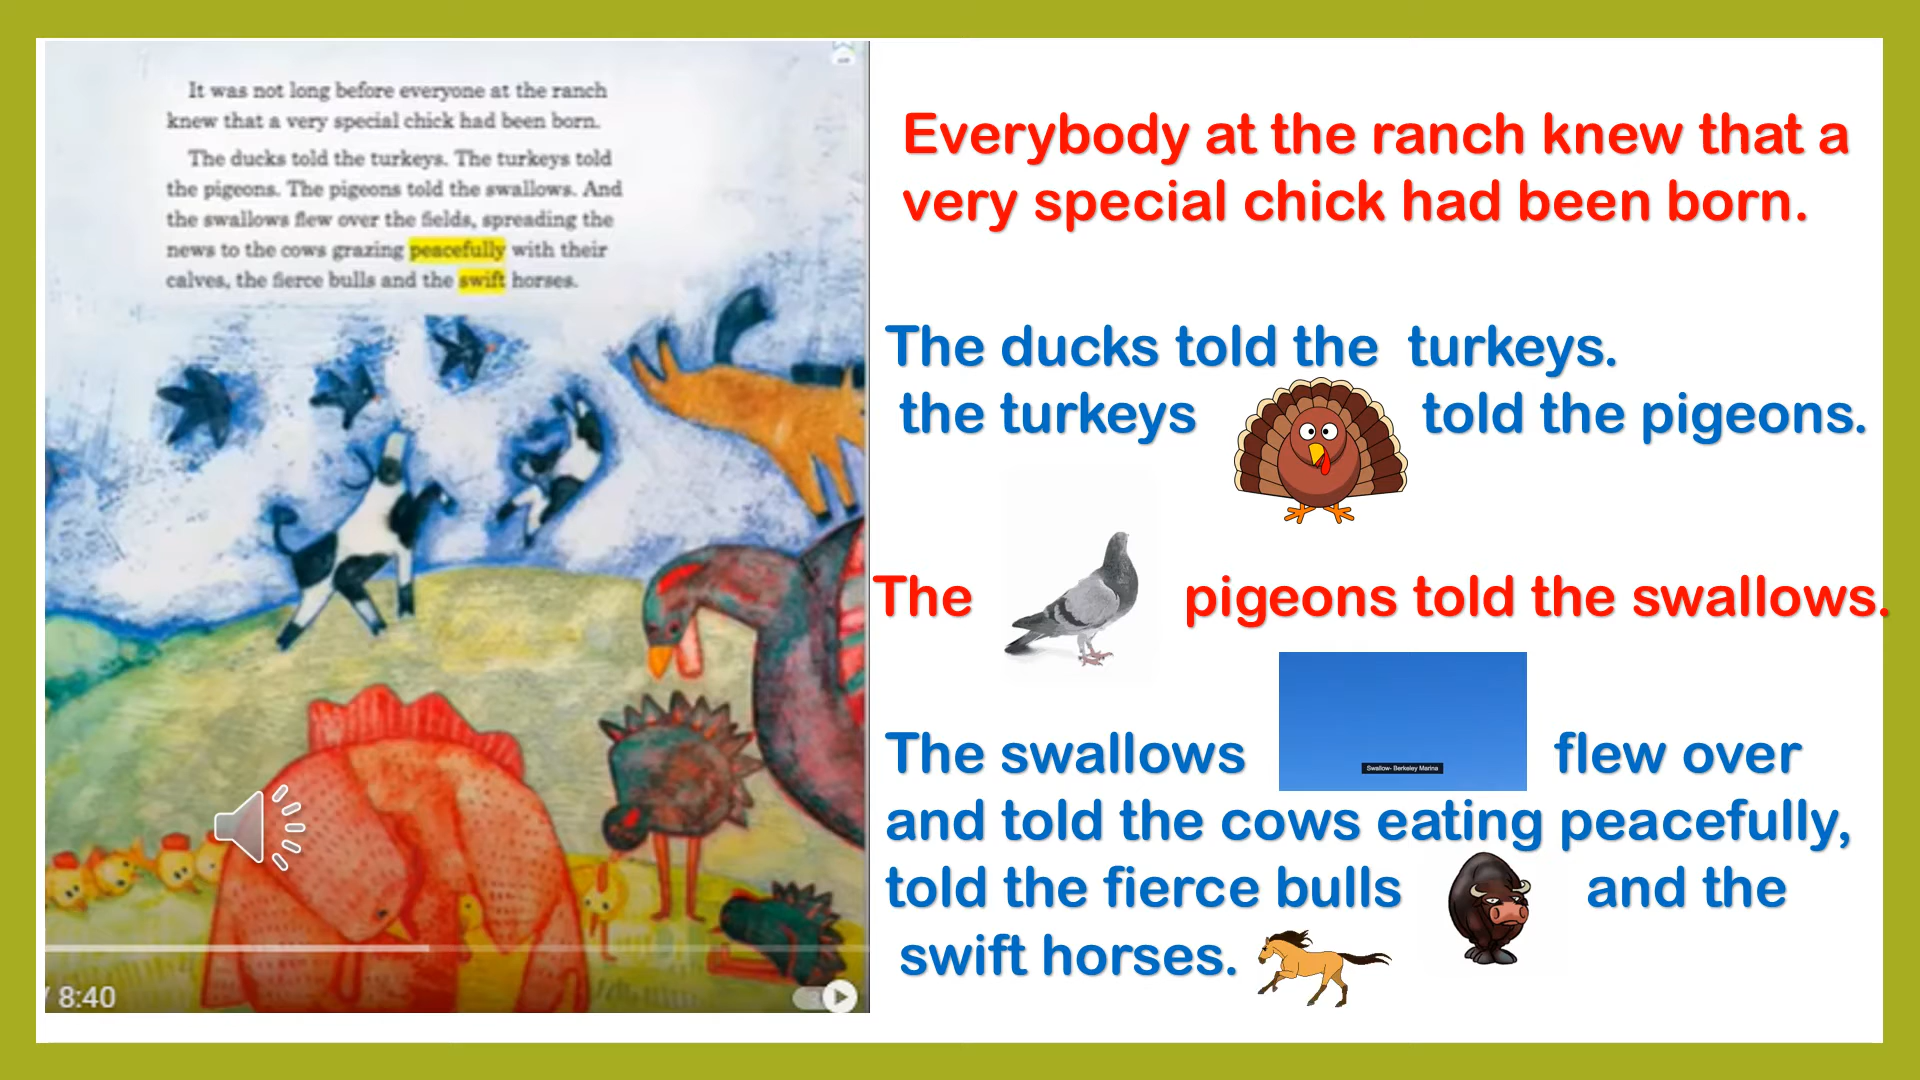 It was not long before everyone at the ranch
knew that a very special chick had been born.
The ducks told the turkeys. The turkeys told
the pigeons. The pigeons told the swallows. And
the swallows flew over the fields, spreading the
news to the cows grazing peacefully with their
calves, the fierce bulls and the swift horses.
/ 8:40
Everybody at the ranch knew that a
very special chick had been born.
The ducks told the turkeys.
the turkeys told the pigeons.
The pigeons told the swallows.
Swallow- Berkeley Marina
The swallows flew over
and told the cows eating peacefully,
told the fierce bulls and the
swift horses.